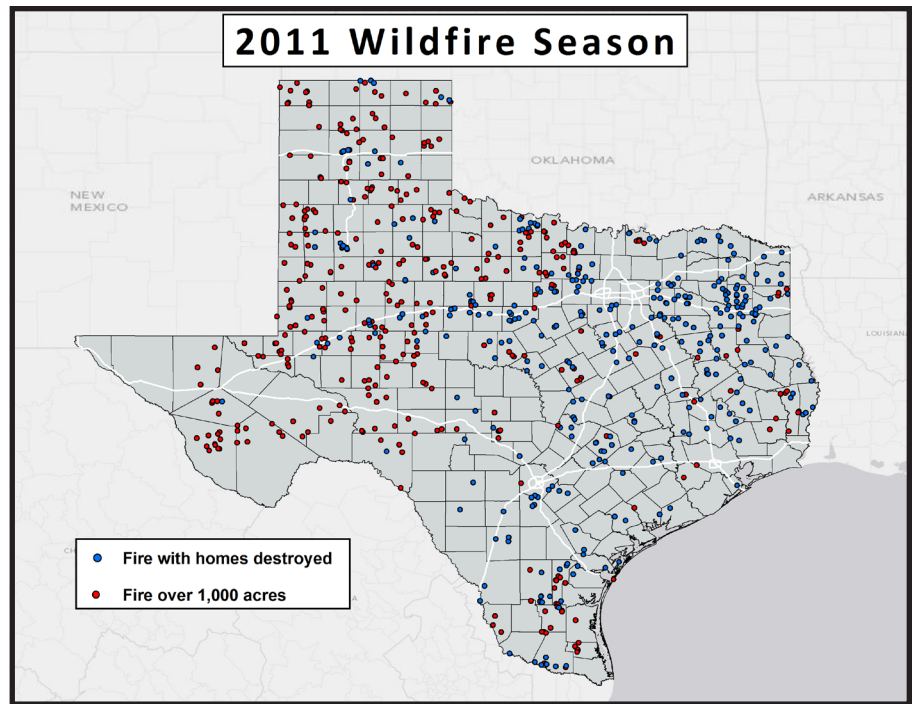 2011 Wildfire Season
OKLAHOMA
NEW
MEXICO
ARKANSAS
Fire with homes destroyed
Fire over 1,000 acres